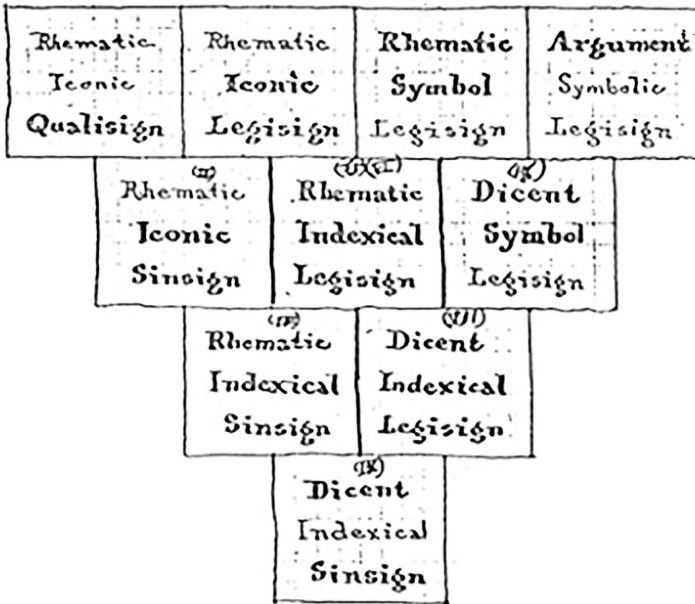 Rhematic
Iconic
Qualisign
Rhematic
Iconic
Legisign
Rhematic
Symbol
Legisign
Argument
Symbolic
Legisign
(II)
Rhematic
Iconic
Sinsign
Rhematic
Indexical
Legisign
Dicent
Symbol
Legisign
Rhematic
Indexical
Sinsign
Dicent
Indexical
Legisign
Dicent
Indexical
Sinsign